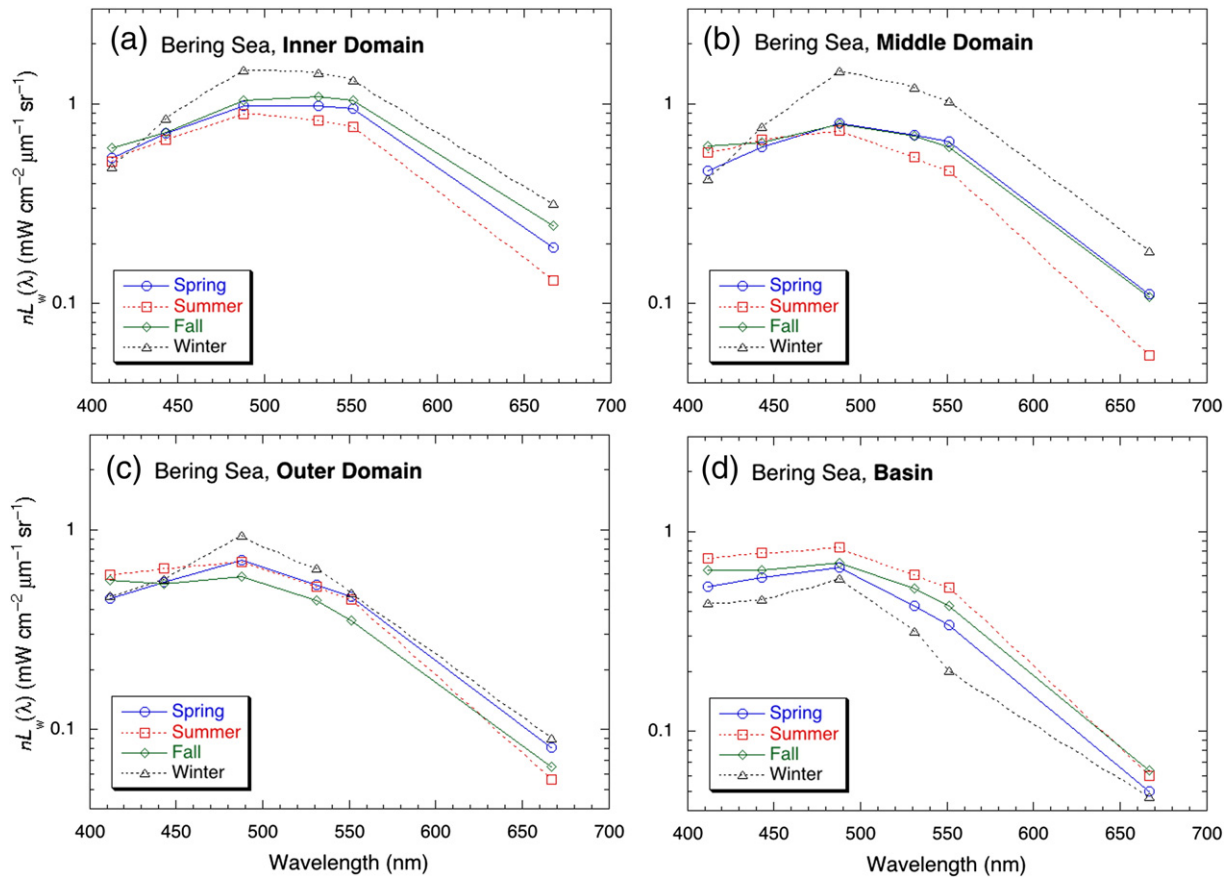 (a) Bering Sea, Inner Domain
1
0.1
nLw(λ) (mW cm⁻² μm⁻¹ sr⁻¹)
Spring
Summer
Fall
Winter
400 450 500 550 600 650 700
(b) Bering Sea, Middle Domain
1
0.1
Spring
Summer
Fall
Winter
400 450 500 550 600 650 700
(c) Bering Sea, Outer Domain
1
0.1
nLw(λ) (mW cm⁻² μm⁻¹ sr⁻¹)
Spring
Summer
Fall
Winter
400 450 500 550 600 650 700
Wavelength (nm)
(d) Bering Sea, Basin
1
0.1
Spring
Summer
Fall
Winter
400 450 500 550 600 650 700
Wavelength (nm)